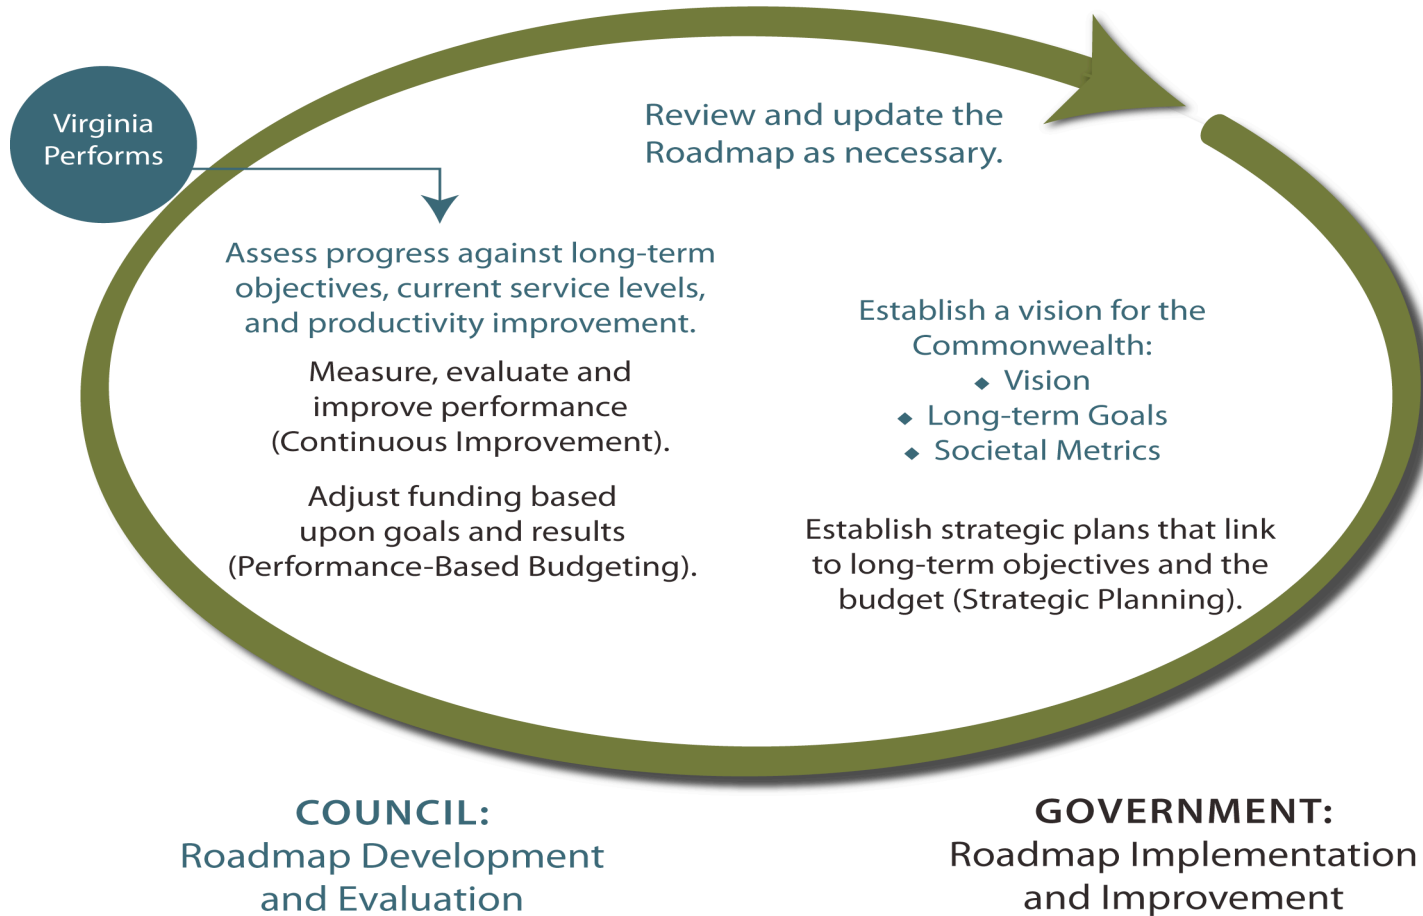 Virginia
Performs
Review and update the
Roadmap as necessary.
Assess progress against long-term
objectives, current service levels,
and productivity improvement.
Measure, evaluate and
improve performance
(Continuous Improvement).
Adjust funding based
upon goals and results
(Performance-Based Budgeting).
Establish a vision for the
Commonwealth:
◆ Vision
◆ Long-term Goals
◆ Societal Metrics
Establish strategic plans that link
to long-term objectives and the
budget (Strategic Planning).
COUNCIL:
Roadmap Development
and Evaluation
GOVERNMENT:
Roadmap Implementation
and Improvement